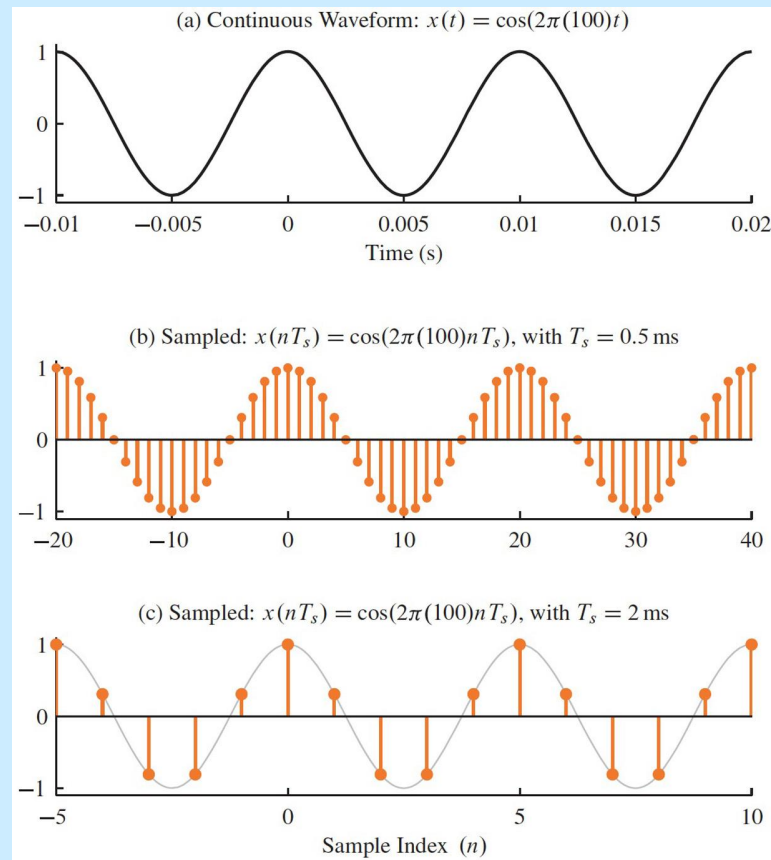 (a) Continuous Waveform: x(t) = cos(2π(100)t)
1
0
−1
−0.01 −0.005 0 0.005 0.01 0.015 0.02
Time (s)
(b) Sampled: x(nTₛ) = cos(2π(100)nTₛ), with Tₛ = 0.5 ms
1
0
−1
−20 −10 0 10 20 30 40
(c) Sampled: x(nTₛ) = cos(2π(100)nTₛ), with Tₛ = 2 ms
1
0
−1
−5 0 5 10
Sample Index (n)